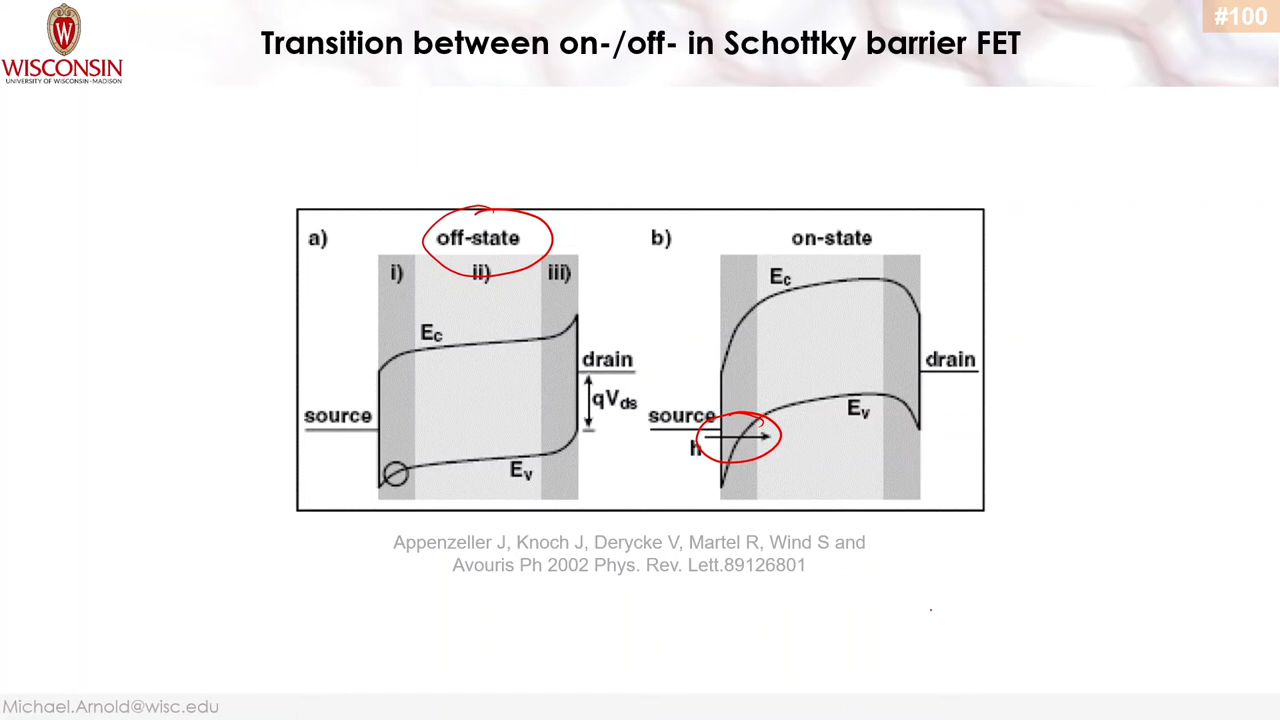 #100
WISCONSIN
UNIVERSITY OF WISCONSIN-MADISON
Transition between on-/off- in Schottky barrier FET
a) off-state
i) ii) iii)
Ec
drain
qVds
source
Ev
b) on-state
Ec
drain
source
h
Ev
Appenzeller J, Knoch J, Derycke V, Martel R, Wind S and
Avouris Ph 2002 Phys. Rev. Lett.89126801
Michael.Arnold@wisc.edu